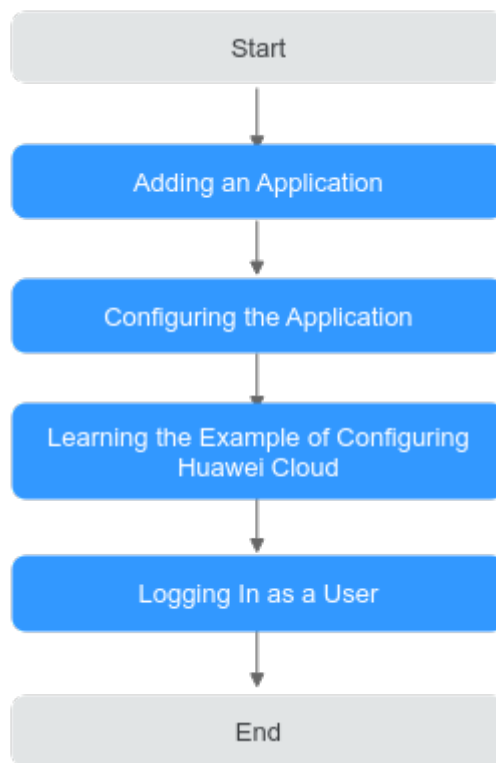 Start
Adding an Application
Configuring the Application
Learning the Example of Configuring
Huawei Cloud
Logging In as a User
End